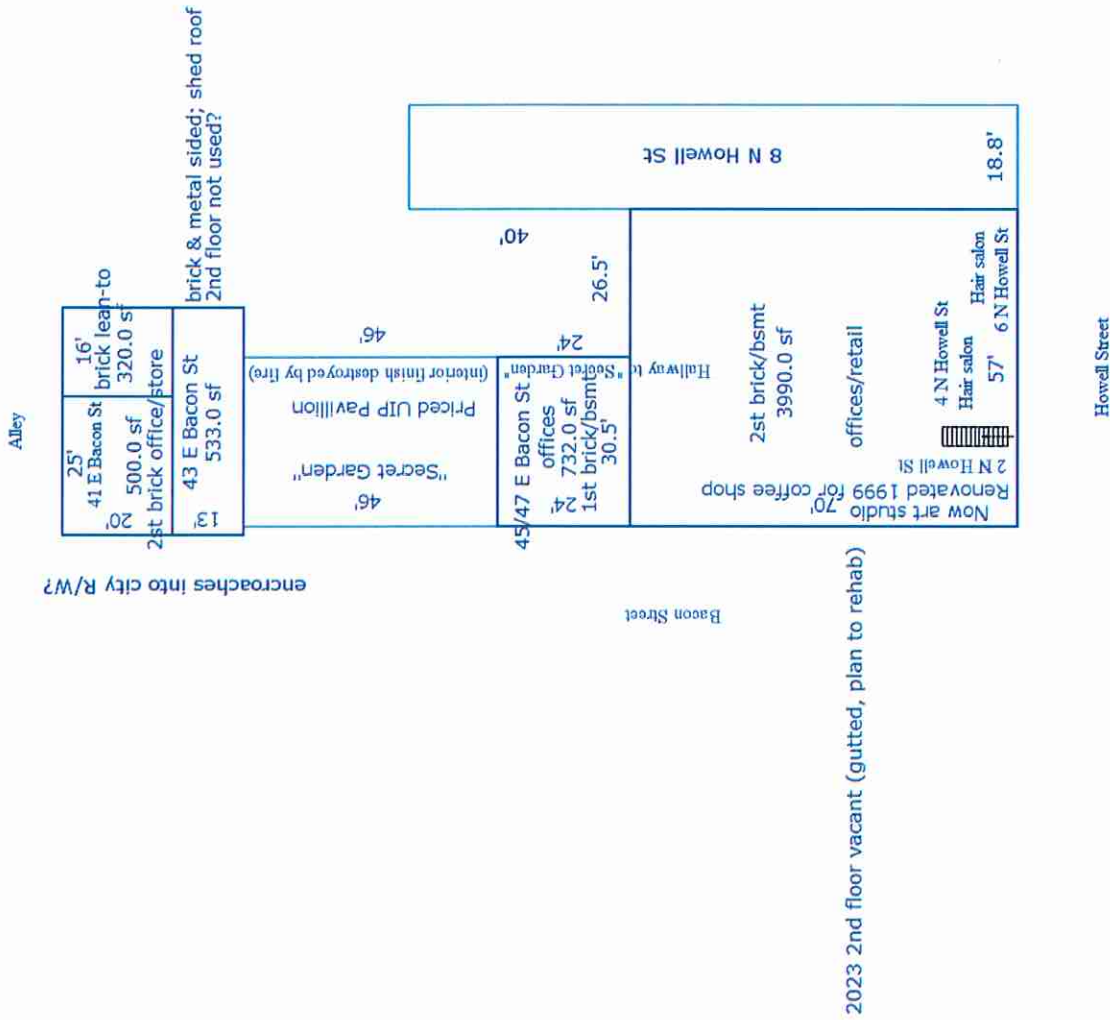 Alley
25'
41 E Bacon St
20'
500.0 sf
2st brick office/store
16'
brick lean-to
320.0 sf
13'
43 E Bacon St
533.0 sf
brick & metal sided; shed roof
2nd floor not used?
encroaches into city R/W?
46'
"Secret Garden"
Priced UIP Pavillion
(interior finish destroyed by fire)
46'
45/47 E Bacon St
offices
24'
732.0 sf
1st brick/bsmt
30.5'
Hallway to "Secret Garden"
24'
26.5'
40'
8 N Howell St
18.8'
2st brick/bsmt
3990.0 sf
offices/retail
Now art studio
70'
Renovated 1999 for coffee shop
2 N Howell St
4 N Howell St
Hair salon
57'
Hair salon
6 N Howell St
Bacon Street
2023 2nd floor vacant (gutted, plan to rehab)
Howell Street